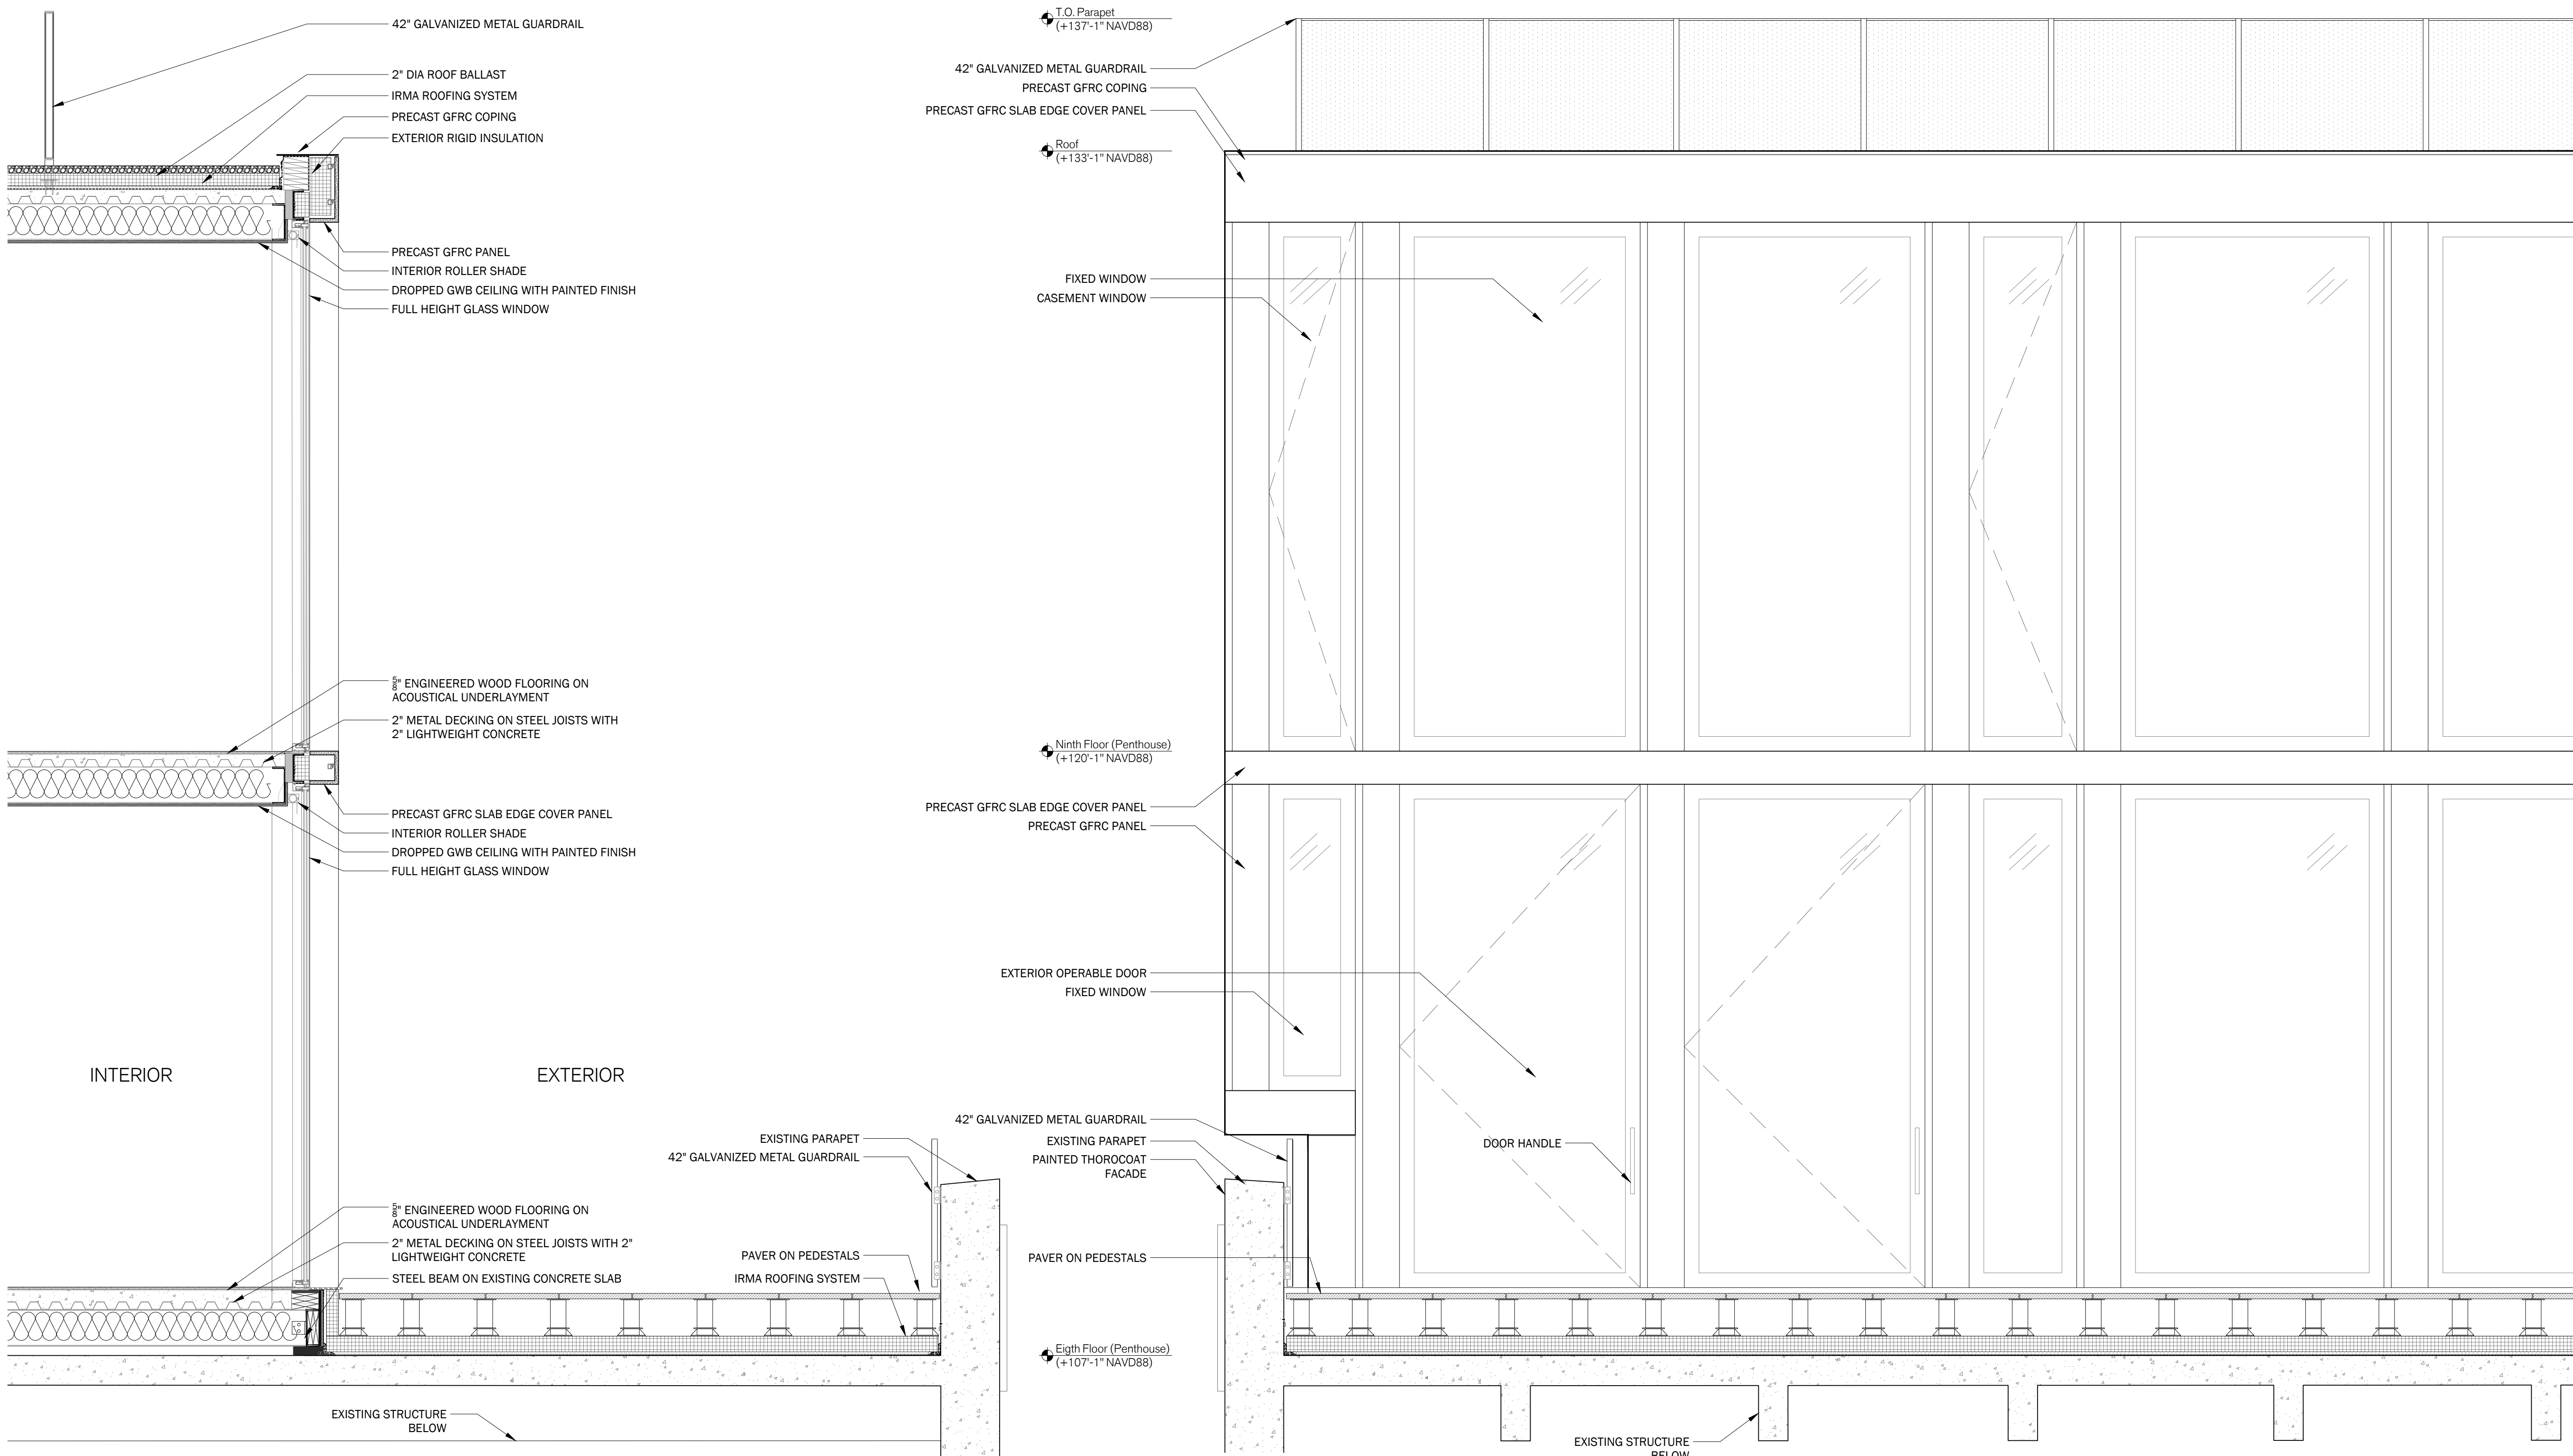 42" GALVANIZED METAL GUARDRAIL
2" DIA ROOF BALLAST
IRMA ROOFING SYSTEM
PRECAST GFRC COPING
EXTERIOR RIGID INSULATION
PRECAST GFRC PANEL
INTERIOR ROLLER SHADE
DROPPED GWB CEILING WITH PAINTED FINISH
FULL HEIGHT GLASS WINDOW
5/8" ENGINEERED WOOD FLOORING ON
ACOUSTICAL UNDERLAYMENT
2" METAL DECKING ON STEEL JOISTS WITH
2" LIGHTWEIGHT CONCRETE
PRECAST GFRC SLAB EDGE COVER PANEL
INTERIOR ROLLER SHADE
DROPPED GWB CEILING WITH PAINTED FINISH
FULL HEIGHT GLASS WINDOW
INTERIOR
EXTERIOR
EXISTING PARAPET
42" GALVANIZED METAL GUARDRAIL
5/8" ENGINEERED WOOD FLOORING ON
ACOUSTICAL UNDERLAYMENT
2" METAL DECKING ON STEEL JOISTS WITH 2"
LIGHTWEIGHT CONCRETE
STEEL BEAM ON EXISTING CONCRETE SLAB
PAVER ON PEDESTALS
IRMA ROOFING SYSTEM
EXISTING STRUCTURE
BELOW
T.O. Parapet
(+137'-1" NAVD88)
42" GALVANIZED METAL GUARDRAIL
PRECAST GFRC COPING
PRECAST GFRC SLAB EDGE COVER PANEL
Roof
(+133'-1" NAVD88)
FIXED WINDOW
CASEMENT WINDOW
Ninth Floor (Penthouse)
(+120'-1" NAVD88)
PRECAST GFRC SLAB EDGE COVER PANEL
PRECAST GFRC PANEL
EXTERIOR OPERABLE DOOR
FIXED WINDOW
42" GALVANIZED METAL GUARDRAIL
EXISTING PARAPET
PAINTED THOROCOAT
FACADE
DOOR HANDLE
PAVER ON PEDESTALS
Eigth Floor (Penthouse)
(+107'-1" NAVD88)
EXISTING STRUCTURE
BELOW